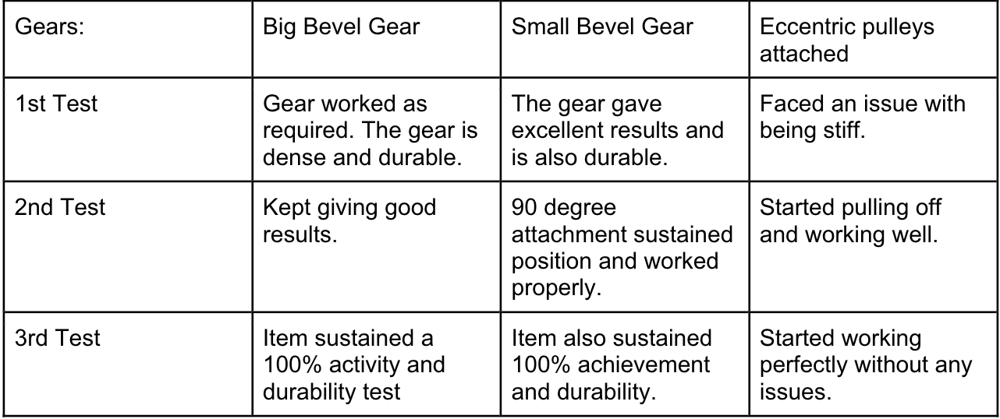 Gears:
Big Bevel Gear
Small Bevel Gear
Eccentric pulleys
attached
1st Test
Gear worked as
required. The gear is
dense and durable.
The gear gave
excellent results and
is also durable.
Faced an issue with
being stiff.
2nd Test
Kept giving good
results.
90 degree
attachment sustained
position and worked
properly.
Started pulling off
and working well.
3rd Test
Item sustained a
100% activity and
durability test
Item also sustained
100% achievement
and durability.
Started working
perfectly without any
issues.